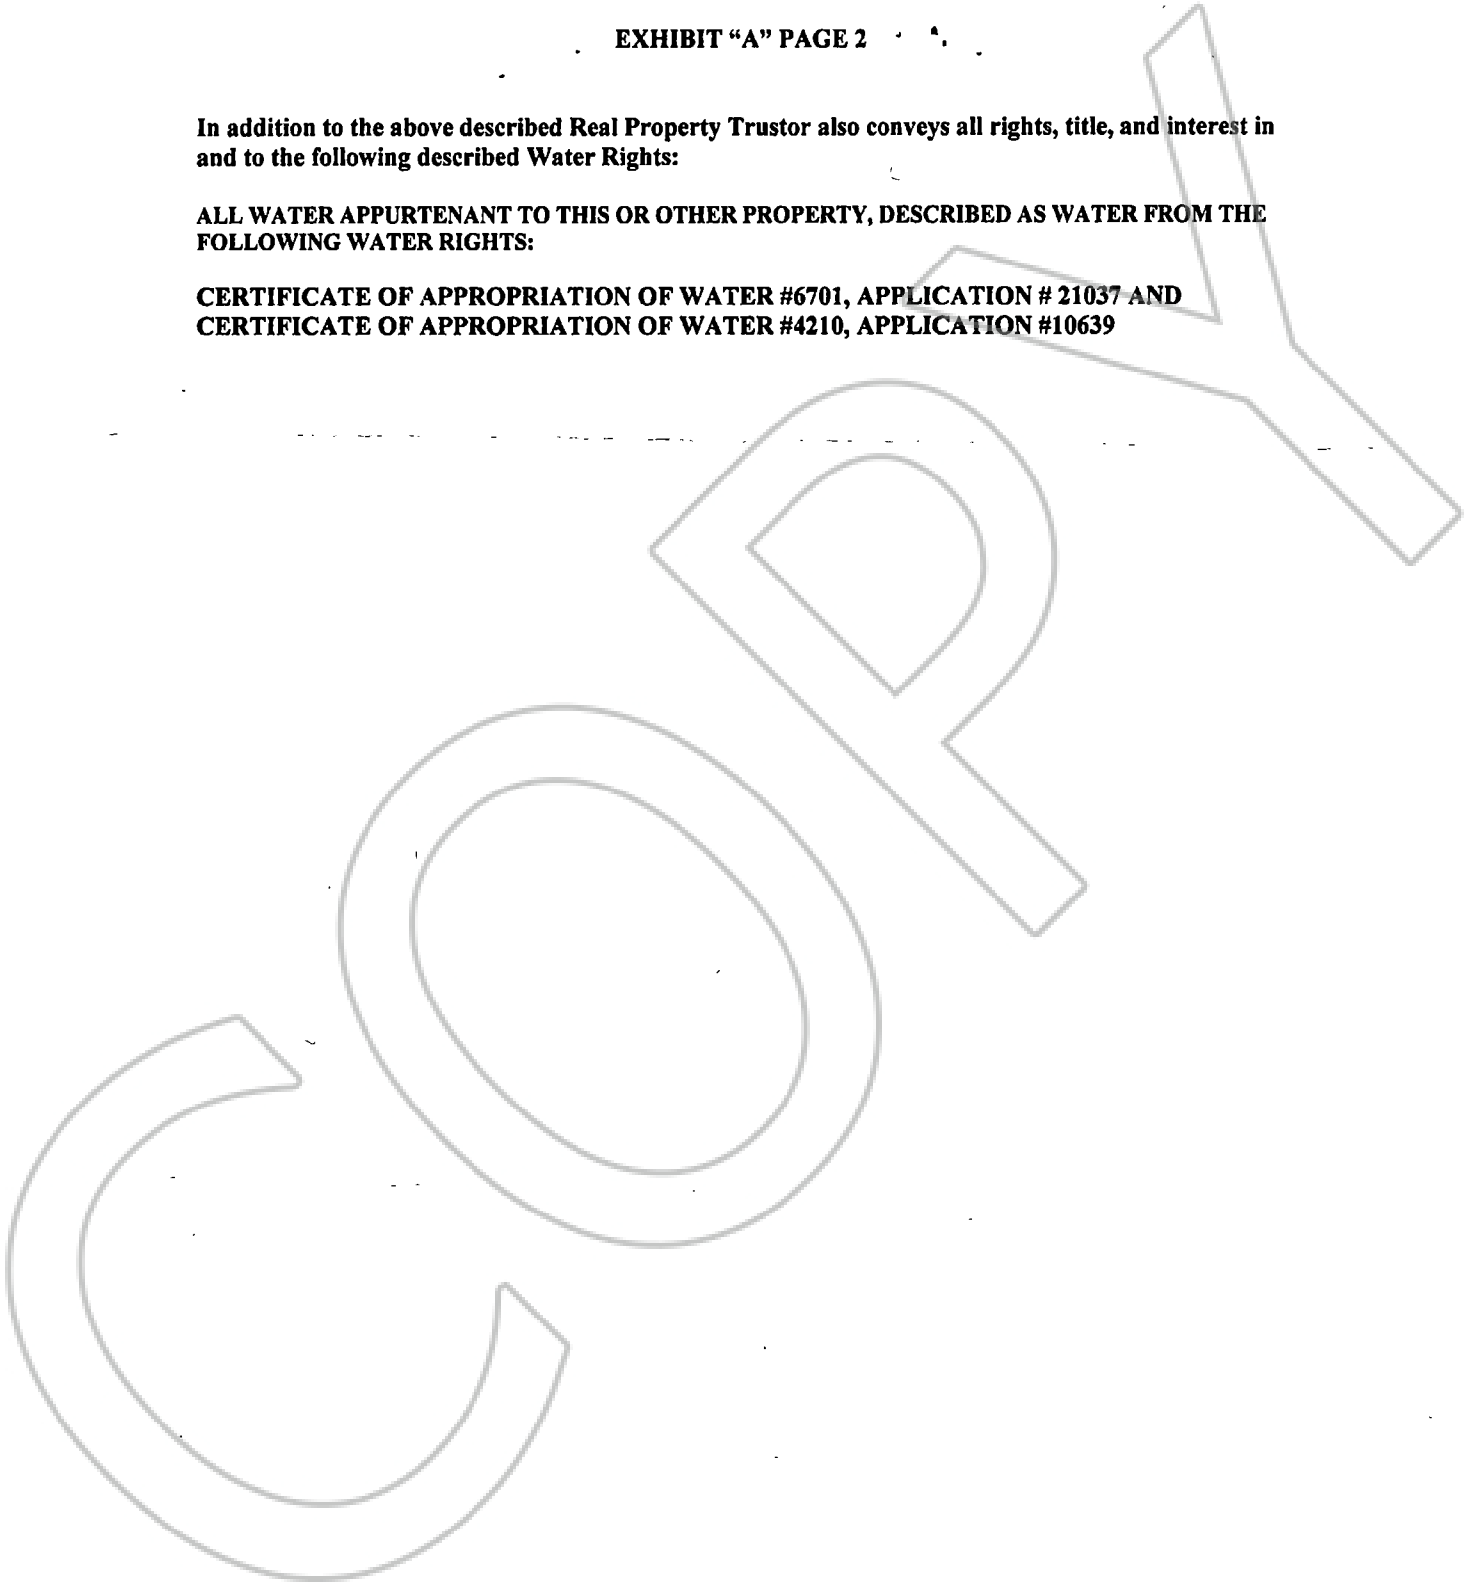 EXHIBIT “A” PAGE 2
In addition to the above described Real Property Trustor also conveys all rights, title, and interest in
and to the following described Water Rights:
ALL WATER APPURTENANT TO THIS OR OTHER PROPERTY, DESCRIBED AS WATER FROM THE
FOLLOWING WATER RIGHTS:
CERTIFICATE OF APPROPRIATION OF WATER #6701, APPLICATION # 21037 AND
CERTIFICATE OF APPROPRIATION OF WATER #4210, APPLICATION #10639
COPY